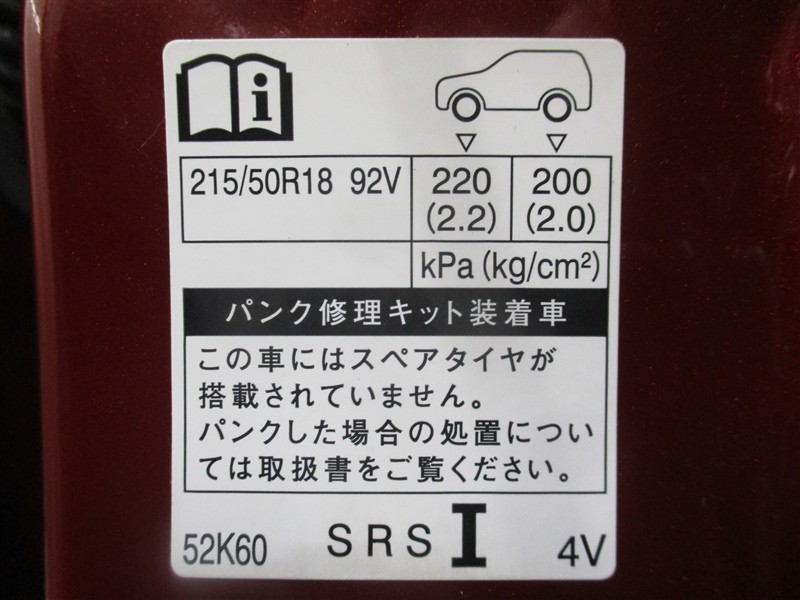 215/50R18 92V 220 200
(2.2) (2.0)
kPa (kg/cm²)
パンク修理キット装着車
この車にはスペアタイヤが
搭載されていません。
パンクした場合の処置につい
ては取扱書をご覧ください。
52K60 SRS I 4V